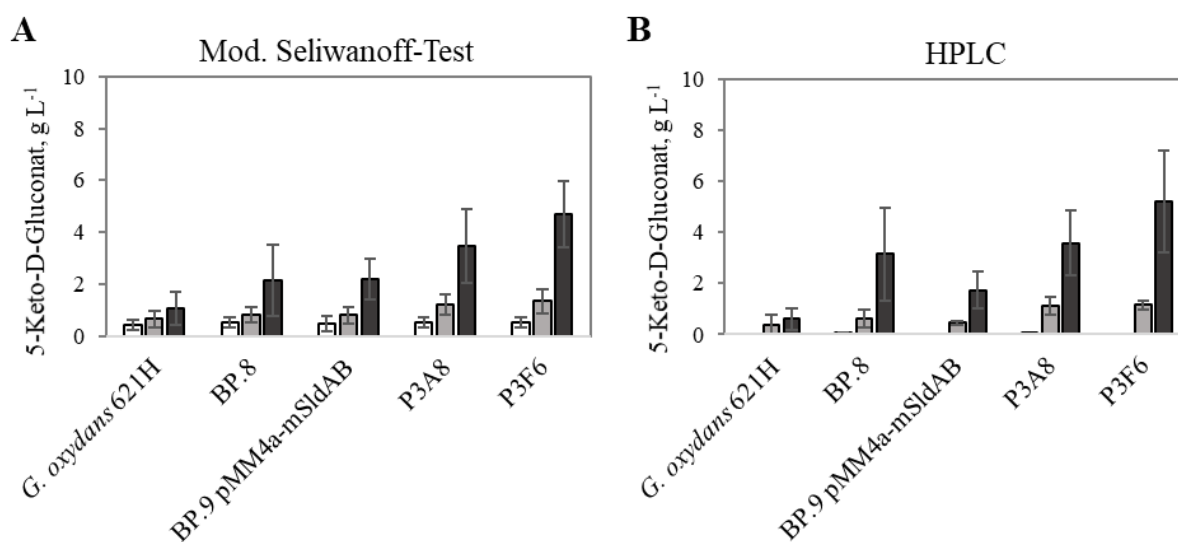 A
Mod. Seliwanoff-Test
5-Keto-D-Gluconat, g L-1
10
8
6
4
2
0
G. oxydans 621H
BP.8
BP.9 pMM4a-mSldAB
P3A8
P3F6
B
HPLC
5-Keto-D-Gluconat, g L-1
10
8
6
4
2
0
G. oxydans 621H
BP.8
BP.9 pMM4a-mSldAB
P3A8
P3F6